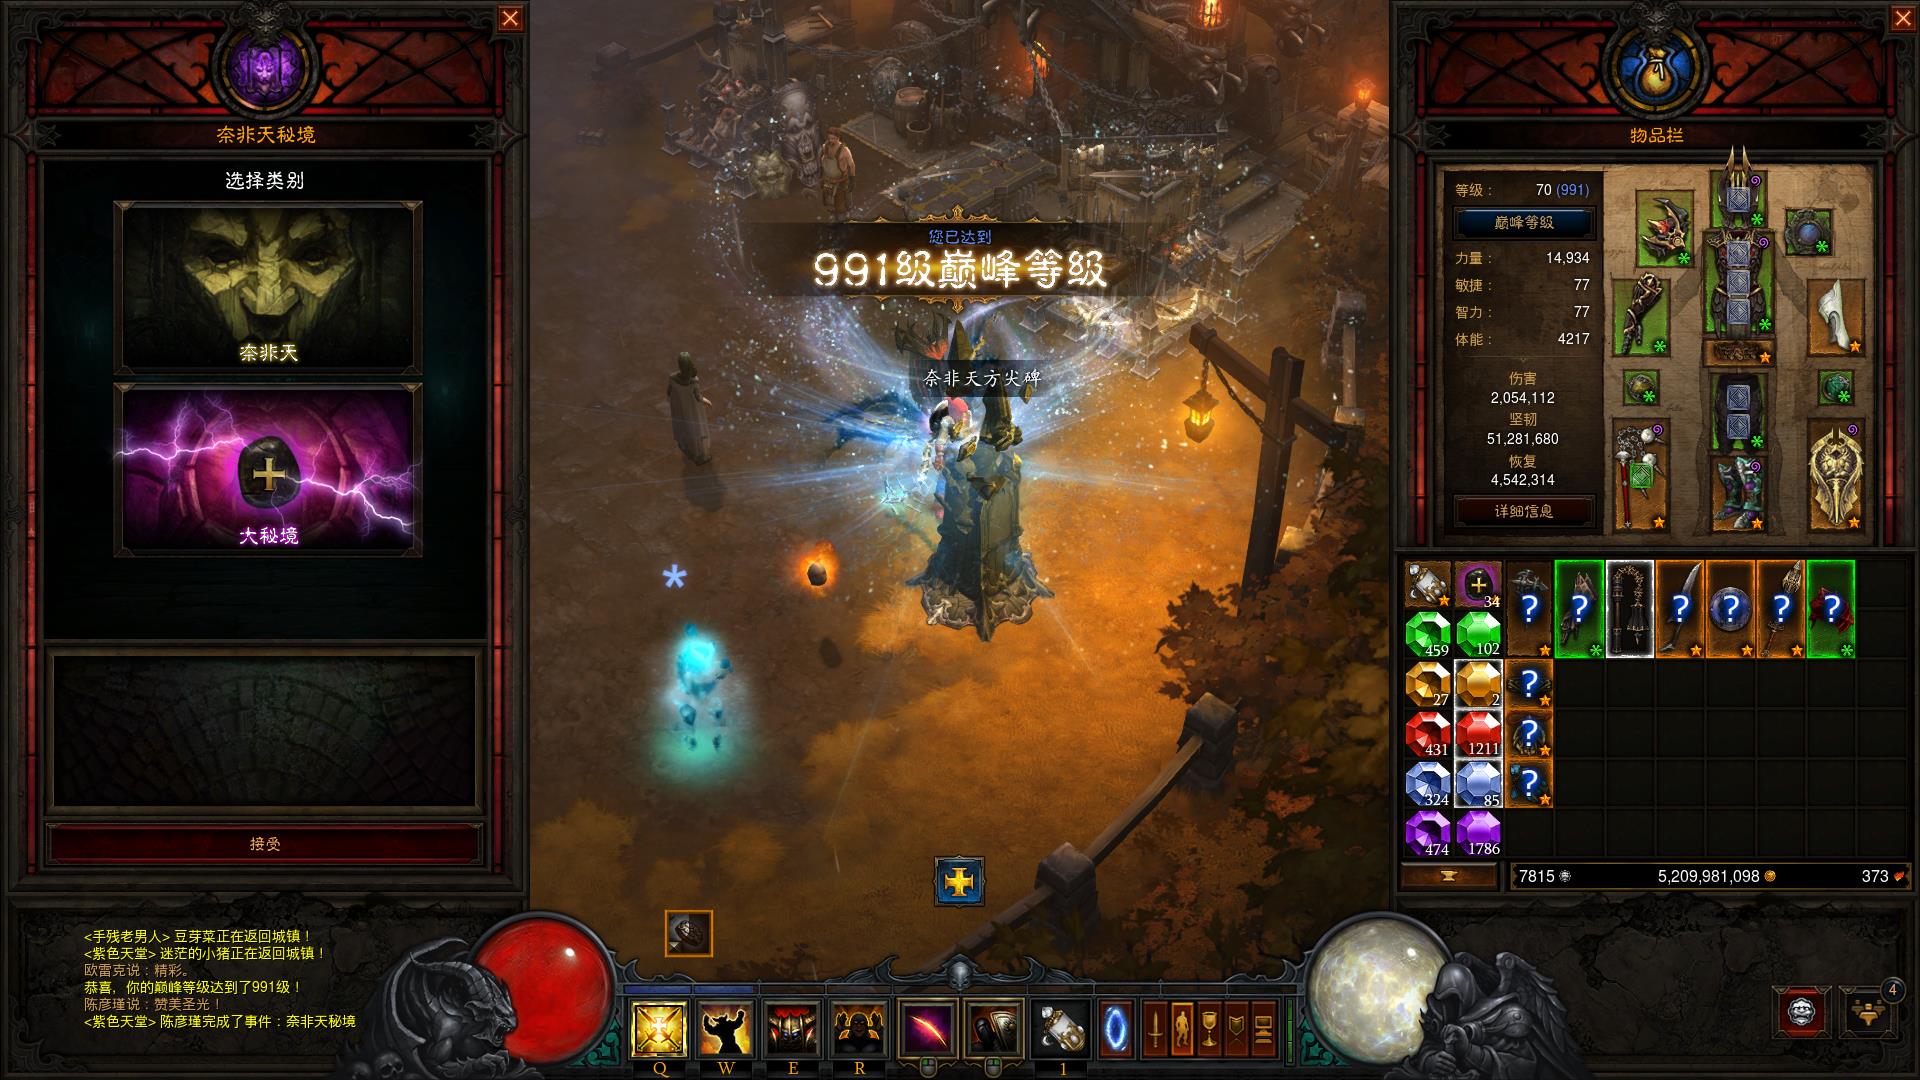 奈非天秘境
选择类别
奈非天
大秘境
接受
您已达到
991级巅峰等级
奈非天方尖碑
物品栏
等级：
70 (991)
巅峰等级
力量：
14,934
敏捷：
77
智力：
77
体能：
4217
伤害
2,054,112
坚韧
51,281,680
恢复
4,542,314
详细信息
34
? ? ? ? ? ?
459
102
27
2
?
431
1211
?
324
85
?
474
1786
7815
5,209,981,098
373
<手残老男人> 豆芽菜正在返回城镇！
<紫色天堂> 迷茫的小猪正在返回城镇！
欧雷克说：精彩。
恭喜，你的巅峰等级达到了991级！
陈彦瑾说：赞美圣光！
<紫色天堂> 陈彦瑾完成了事件：奈非天秘境
Q
W
E
R
1
4